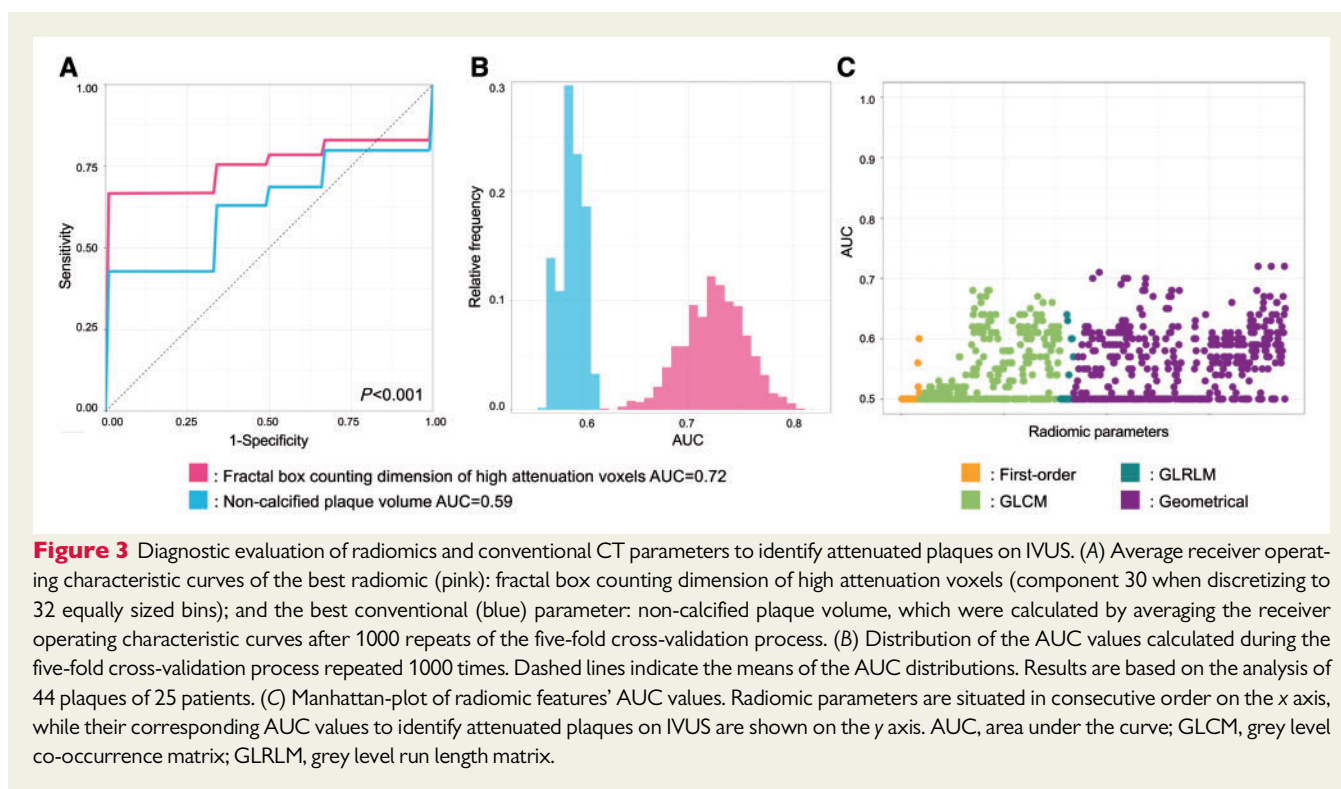 A
1.00
0.75
0.50
0.25
0.00
Sensitivity
0.00 0.25 0.50 0.75 1.00
1-Specificity
P<0.001
B
0.3
0.2
0.1
0.0
Relative frequency
0.6 0.7 0.8
AUC
C
1.0
0.9
0.8
0.7
0.6
0.5
AUC
Radiomic parameters
: Fractal box counting dimension of high attenuation voxels AUC=0.72
: Non-calcified plaque volume AUC=0.59
: First-order
: GLCM
: GLRLM
: Geometrical
Figure 3 Diagnostic evaluation of radiomics and conventional CT parameters to identify attenuated plaques on IVUS. (A) Average receiver operat-
ing characteristic curves of the best radiomic (pink): fractal box counting dimension of high attenuation voxels (component 30 when discretizing to
32 equally sized bins); and the best conventional (blue) parameter: non-calcified plaque volume, which were calculated by averaging the receiver
operating characteristic curves after 1000 repeats of the five-fold cross-validation process. (B) Distribution of the AUC values calculated during the
five-fold cross-validation process repeated 1000 times. Dashed lines indicate the means of the AUC distributions. Results are based on the analysis of
44 plaques of 25 patients. (C) Manhattan-plot of radiomic features' AUC values. Radiomic parameters are situated in consecutive order on the x axis,
while their corresponding AUC values to identify attenuated plaques on IVUS are shown on the y axis. AUC, area under the curve; GLCM, grey level
co-occurrence matrix; GLRLM, grey level run length matrix.